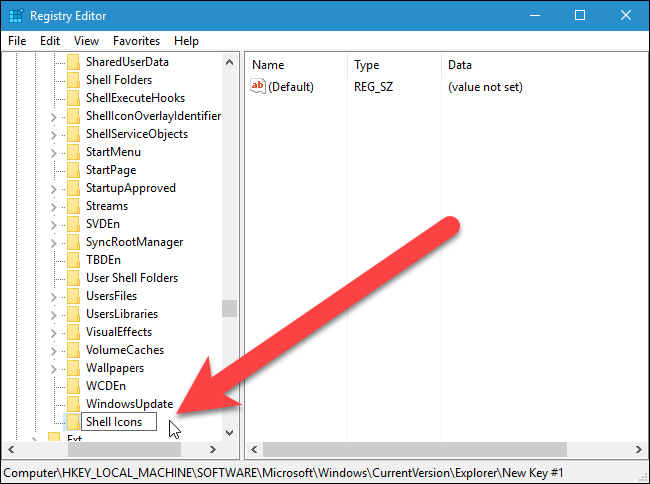 Registry Editor
File Edit View Favorites Help
SharedUserData
Shell Folders
ShellExecuteHooks
ShellIconOverlayIdentifier
ShellServiceObjects
StartMenu
StartPage
StartupApproved
Streams
SVDEn
SyncRootManager
TBDEn
User Shell Folders
UsersFiles
UsersLibraries
VisualEffects
VolumeCaches
Wallpapers
WCDEn
WindowsUpdate
Shell Icons
Ext
Name Type Data
ab (Default) REG_SZ (value not set)
Computer\HKEY_LOCAL_MACHINE\SOFTWARE\Microsoft\Windows\CurrentVersion\Explorer\New Key #1